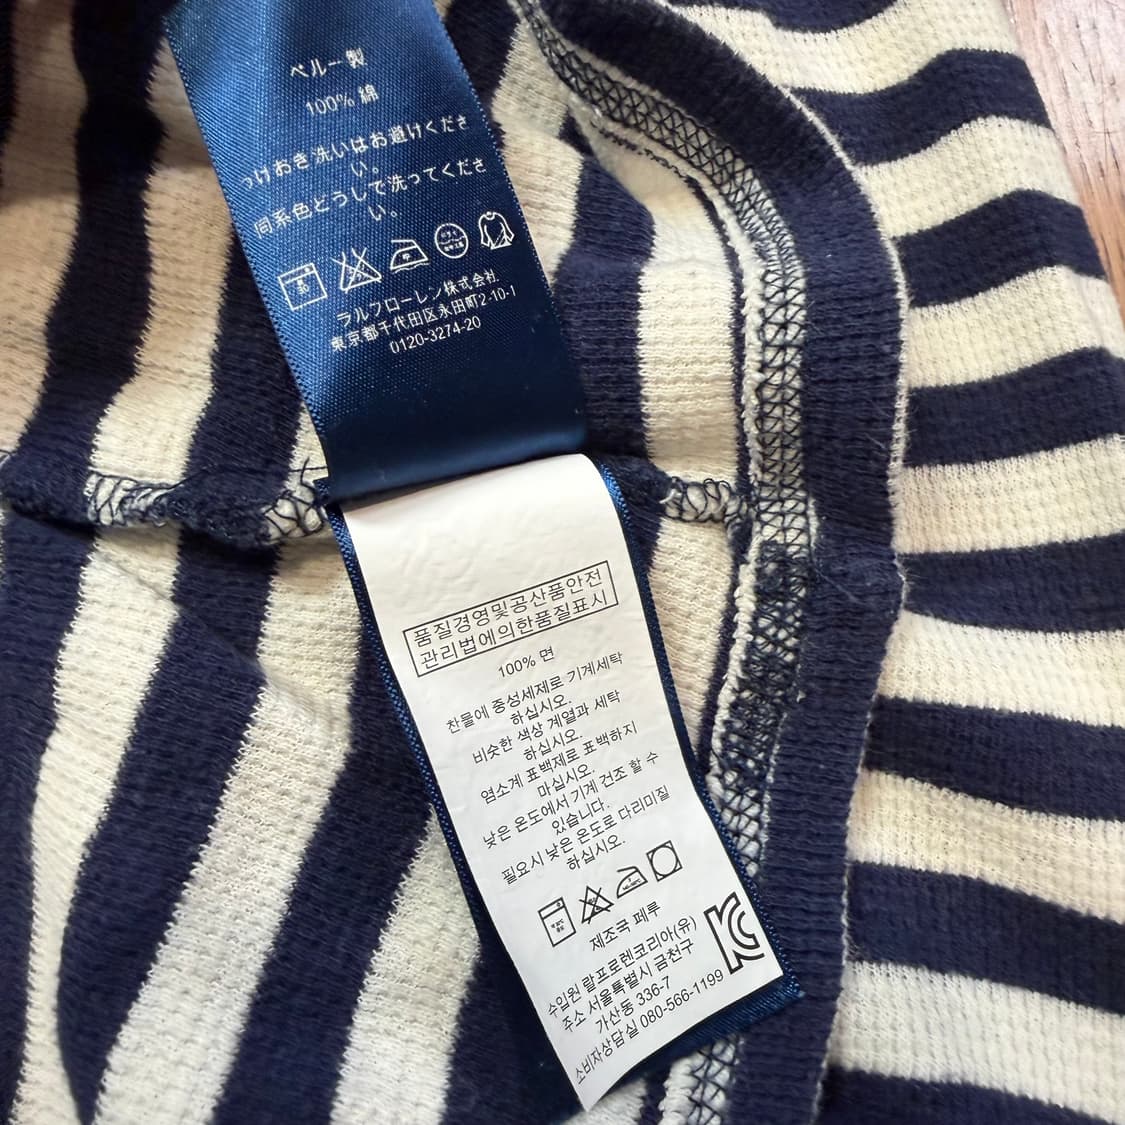 ペルー製
100% 綿
つけおき洗いはお避けくださ
い。
同系色どうしで洗ってくださ
い。
ラルフローレン株式会社
東京都千代田区永田町2-10-1
0120-3274-20
품질경영및공산품안전
관리법에의한품질표시
100% 면
찬물에 중성세제로 기계세탁
하십시오.
비슷한 색상 계열과 세탁
하십시오.
염소계 표백제로 표백하지
마십시오.
낮은 온도에서 기계 건조 할 수
있습니다.
필요시 낮은 온도로 다리미질
하십시오.
제조국 페루
수입원 랄프로렌코리아(유)
주소 서울특별시 금천구
가산동 336-7
소비자상담실 080-566-1199